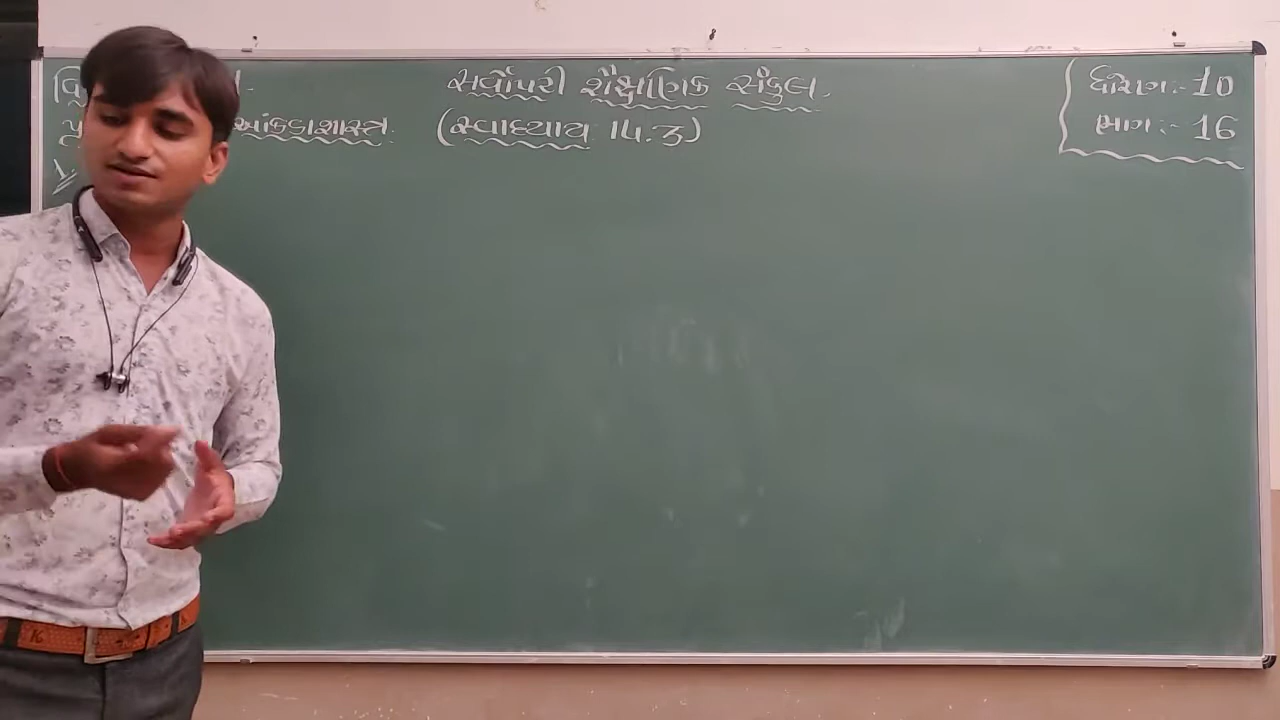 સર્વોપરી શૈક્ષણિક સંકુલ.
ધોરણ :- 10
આંકડાશાસ્ત્ર. (સ્વાધ્યાય 14.3)
ભાગ :- 16